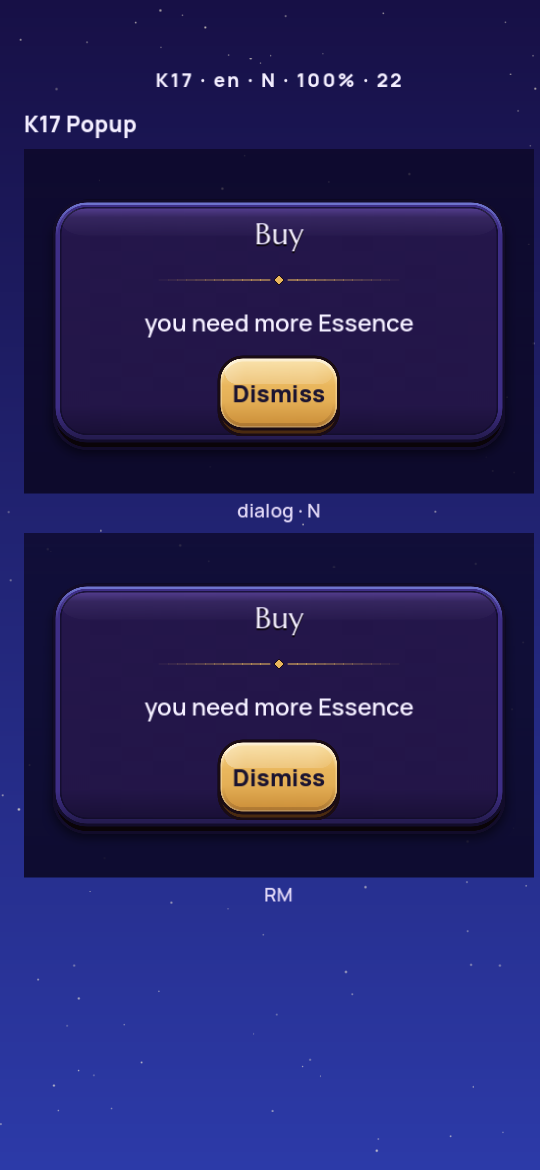 K17 · en · N · 100% · 22
K17 Popup
Buy
you need more Essence
Dismiss
dialog · N
Buy
you need more Essence
Dismiss
RM